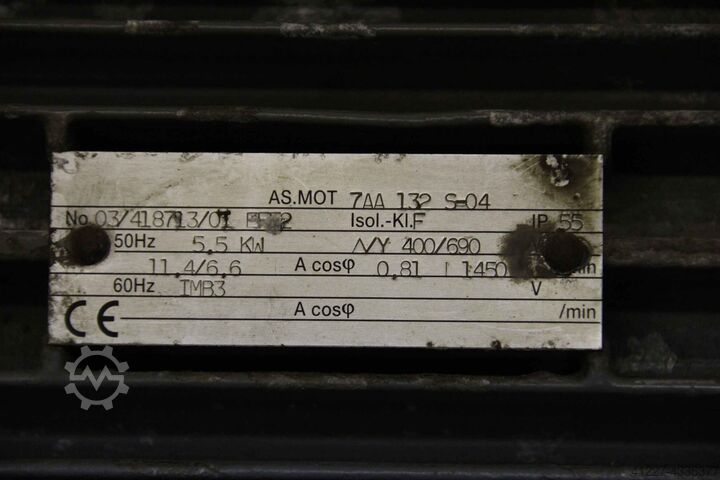 AS.MOT 7AA 132 S-04
No. 03/418713/01 Isol.-Kl. F IP 55
50Hz 5.5 KW Δ/Y 400/690
11.4/6.6 A cosφ 0.81 1450
60Hz IMB3 V
CE A cosφ /min